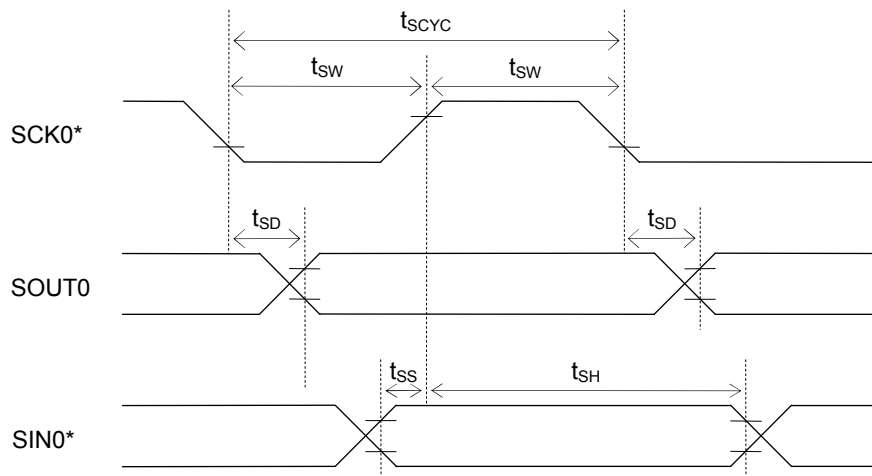 tSCYC
tSW tSW
SCK0*
tSD tSD
SOUT0
tSS tSH
SIN0*